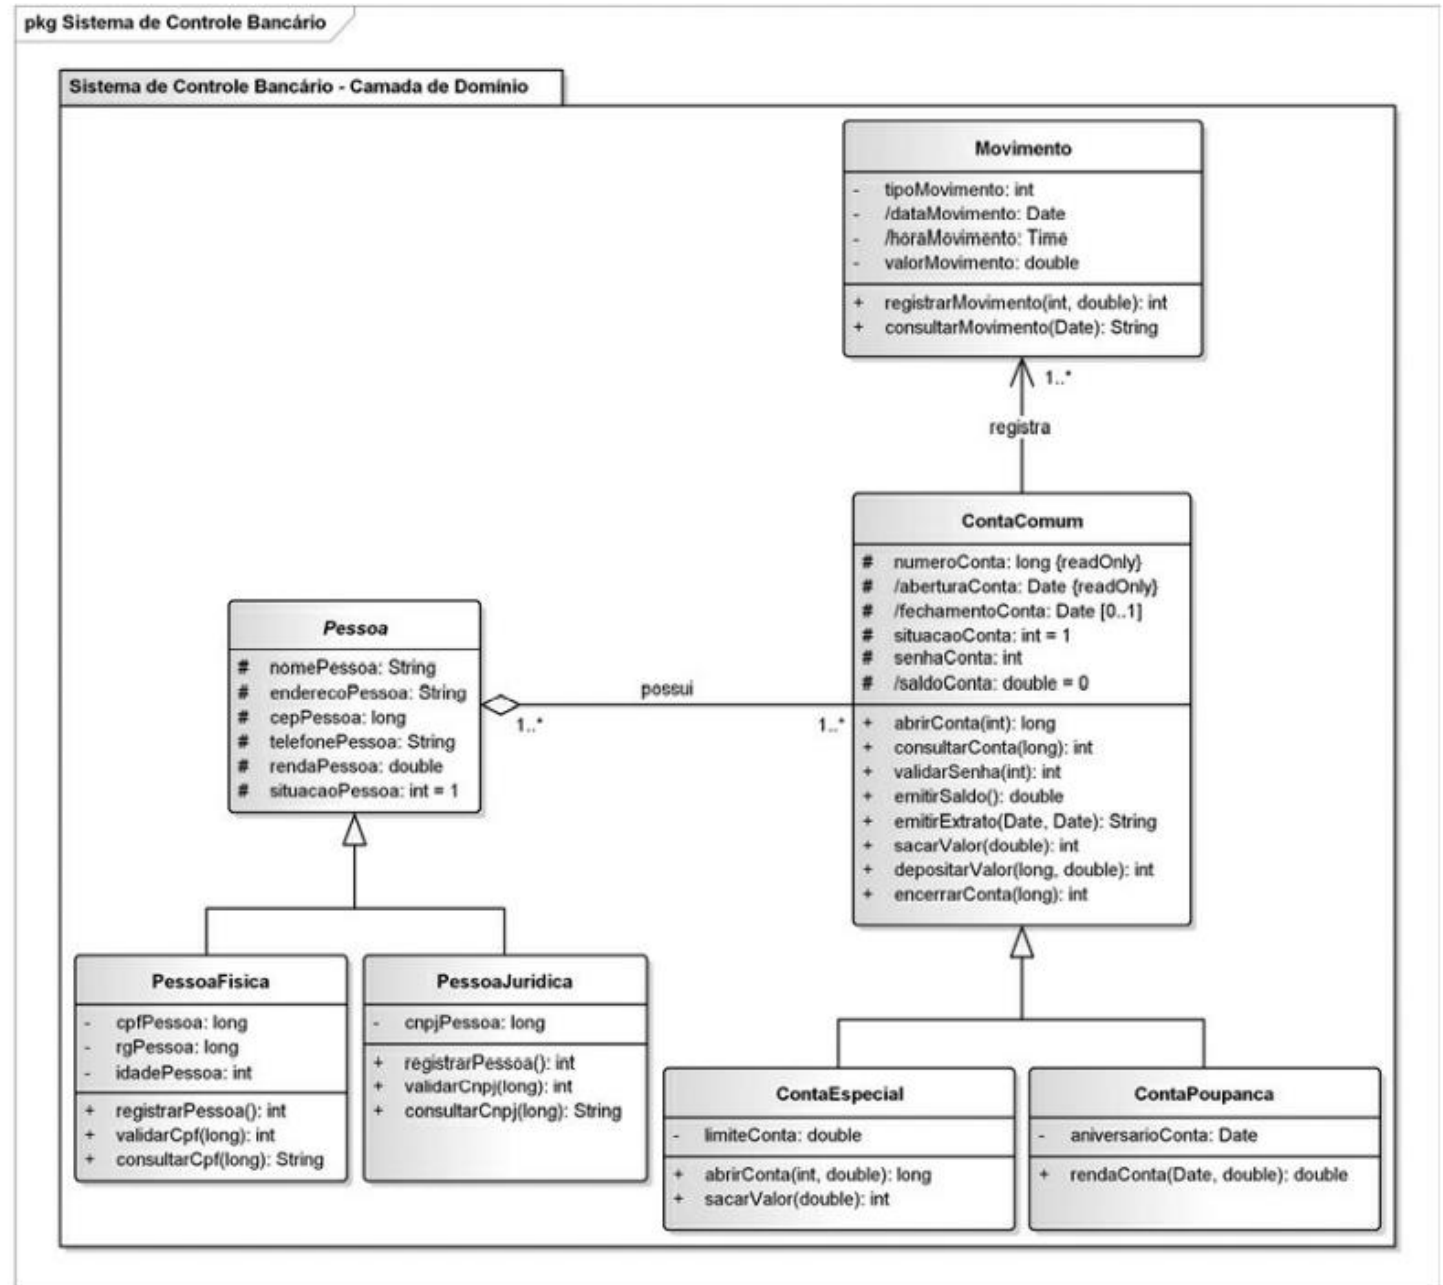 pkg Sistema de Controle Bancário
Sistema de Controle Bancário - Camada de Domínio
Movimento
- tipoMovimento: int
- /dataMovimento: Date
- /horaMovimento: Time
- valorMovimento: double
+ registrarMovimento(int, double): int
+ consultarMovimento(Date): String
1..*
registra
ContaComum
# numeroConta: long {readOnly}
# /aberturaConta: Date {readOnly}
# /fechamentoConta: Date [0..1]
# situacaoConta: int = 1
# senhaConta: int
# /saldoConta: double = 0
+ abrirConta(int): long
+ consultarConta(long): int
+ validarSenha(int): int
+ emitirSaldo(): double
+ emitirExtrato(Date, Date): String
+ sacarValor(double): int
+ depositarValor(long, double): int
+ encerrarConta(long): int
Pessoa
# nomePessoa: String
# enderecoPessoa: String
# cepPessoa: long
# telefonePessoa: String
# rendaPessoa: double
# situacaoPessoa: int = 1
possui
1..*
1..*
PessoaFisica
- cpfPessoa: long
- rgPessoa: long
- idadePessoa: int
+ registrarPessoa(): int
+ validarCpf(long): int
+ consultarCpf(long): String
PessoaJuridica
- cnpjPessoa: long
+ registrarPessoa(): int
+ validarCnpj(long): int
+ consultarCnpj(long): String
ContaEspecial
- limiteConta: double
+ abrirConta(int, double): long
+ sacarValor(double): int
ContaPoupanca
- aniversarioConta: Date
+ rendaConta(Date, double): double